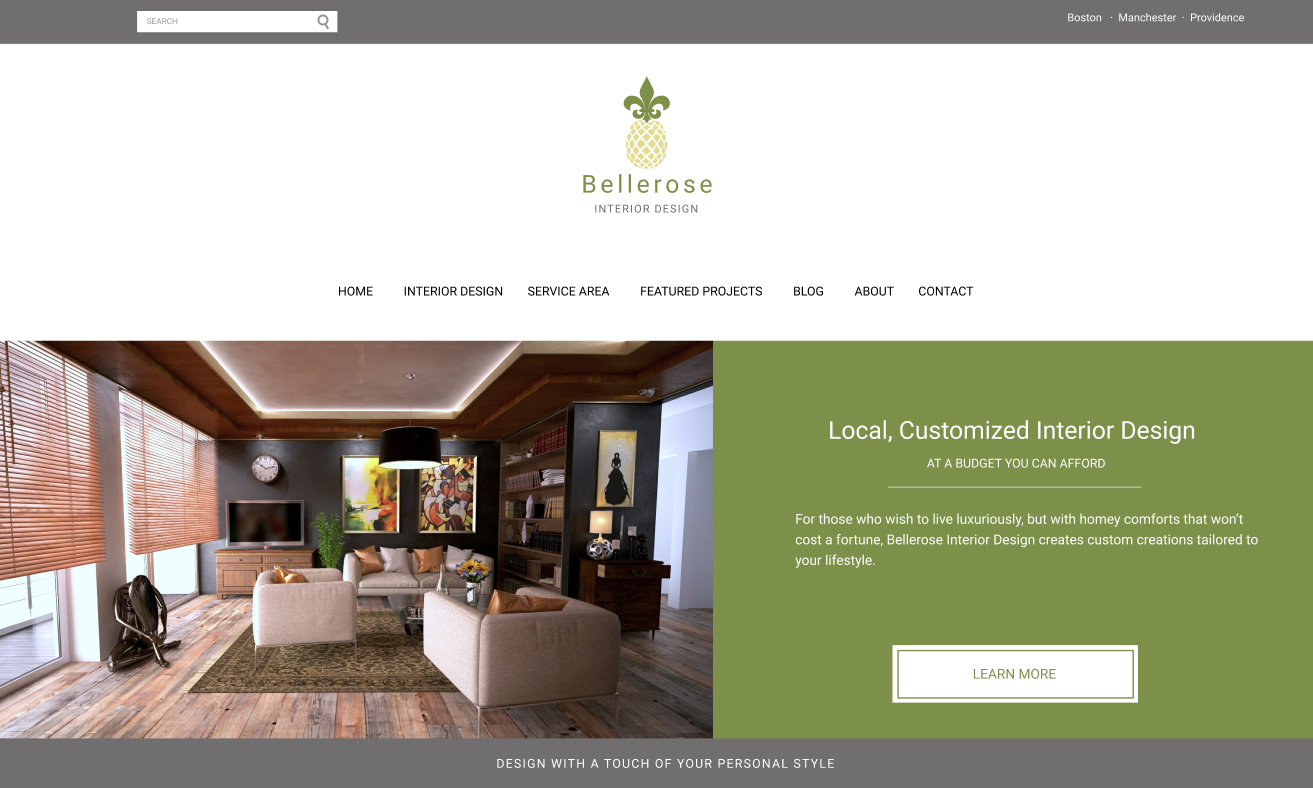 SEARCH
Boston · Manchester · Providence
Bellerose
INTERIOR DESIGN
HOME INTERIOR DESIGN SERVICE AREA FEATURED PROJECTS BLOG ABOUT CONTACT
Local, Customized Interior Design
AT A BUDGET YOU CAN AFFORD
For those who wish to live luxuriously, but with homey comforts that won't
cost a fortune, Bellerose Interior Design creates custom creations tailored to
your lifestyle.
LEARN MORE
DESIGN WITH A TOUCH OF YOUR PERSONAL STYLE